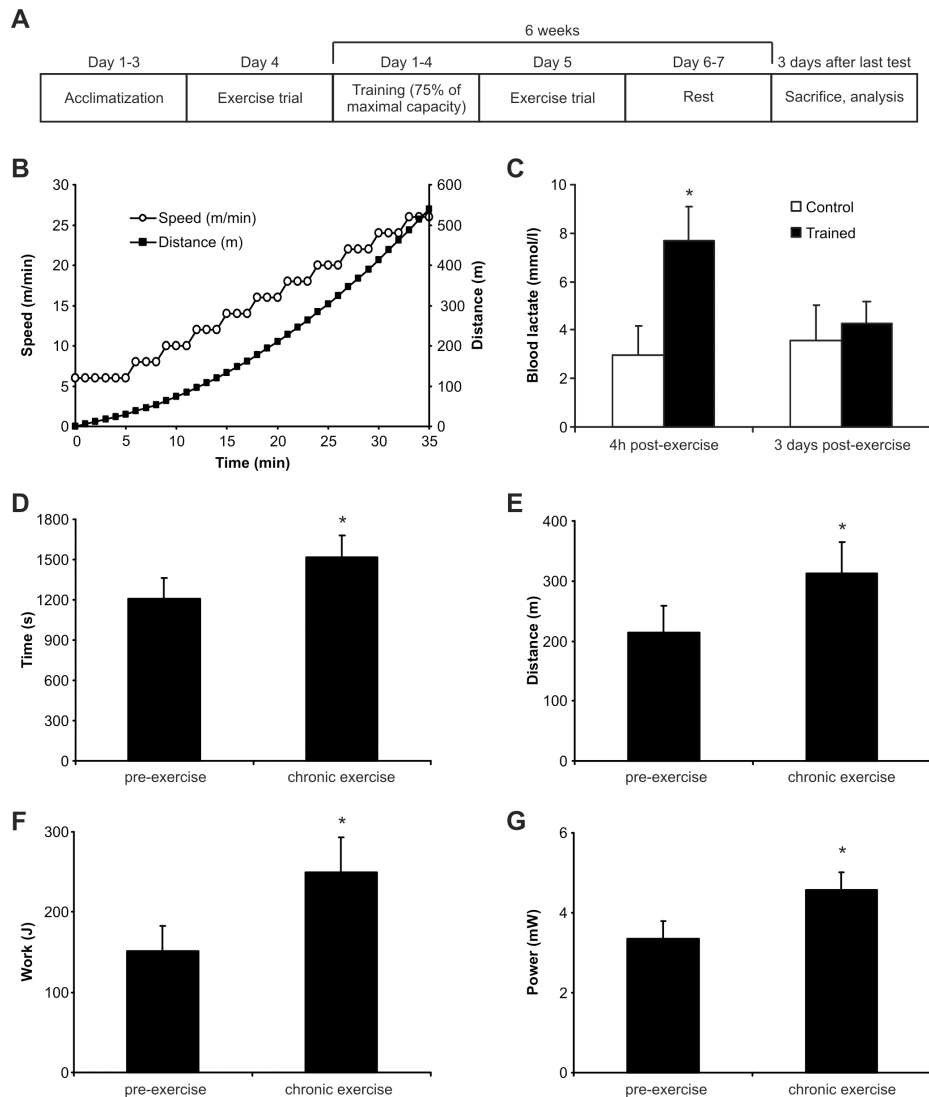 A
6 weeks
Day 1-3 Day 4 Day 1-4 Day 5 Day 6-7 3 days after last test
Acclimatization Exercise trial Training (75% of maximal capacity) Exercise trial Rest Sacrifice, analysis
B
30
25
20
15
10
5
0
Speed (m/min)
Speed (m/min)
Distance (m)
600
500
400
300
200
100
0
Distance (m)
0 5 10 15 20 25 30 35
Time (min)
C
10
8
6
4
2
0
Blood lactate (mmol/l)
*
Control
Trained
4h post-exercise 3 days post-exercise
D
1800
1500
1200
900
600
300
0
Time (s)
*
pre-exercise chronic exercise
E
400
300
200
100
0
Distance (m)
*
pre-exercise chronic exercise
F
300
200
100
0
Work (J)
*
pre-exercise chronic exercise
G
6
4
2
0
Power (mW)
*
pre-exercise chronic exercise